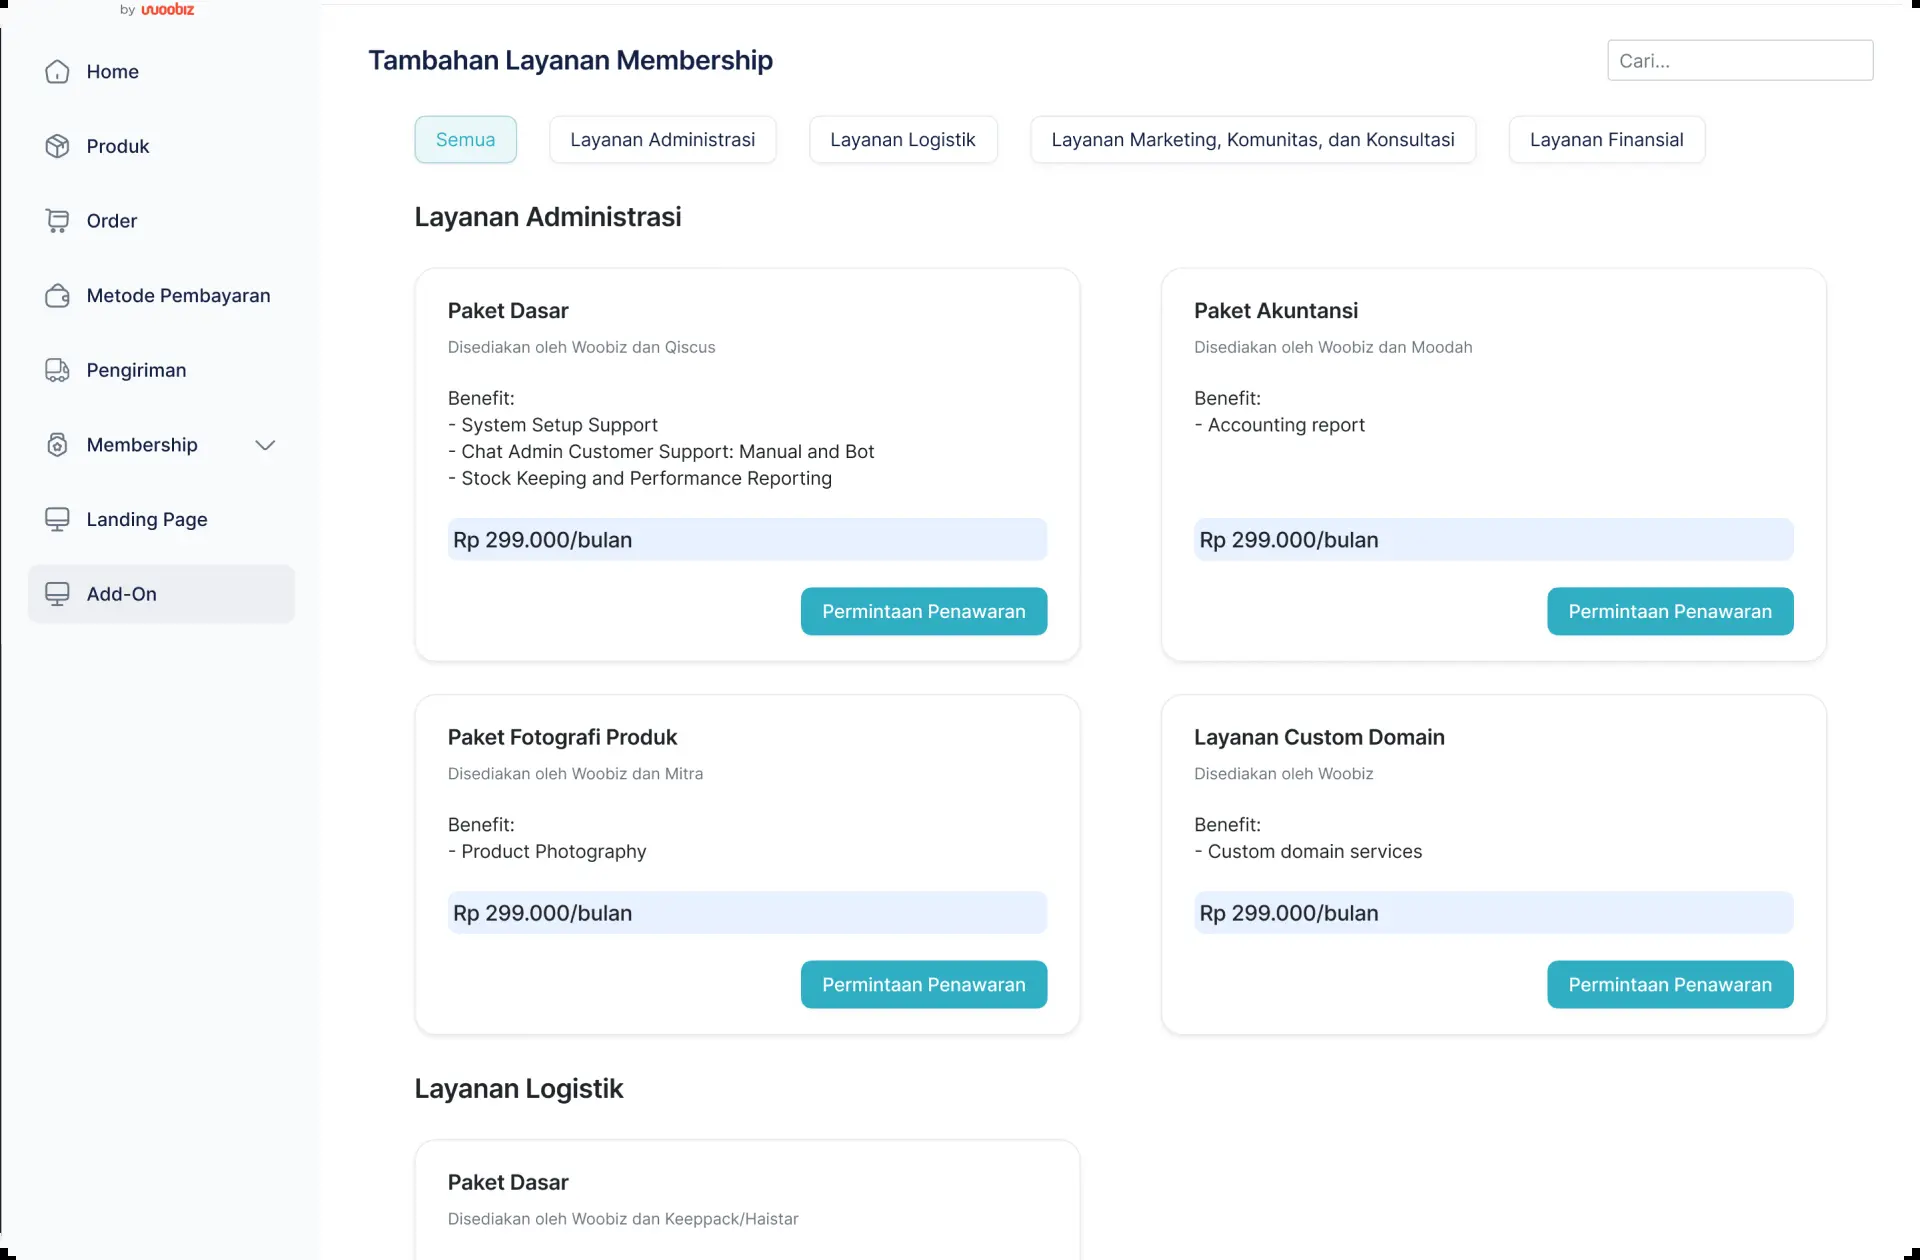 by woobiz
Home
Produk
Order
Metode Pembayaran
Pengiriman
Membership
Landing Page
Add-On
Tambahan Layanan Membership
Cari...
Semua
Layanan Administrasi
Layanan Logistik
Layanan Marketing, Komunitas, dan Konsultasi
Layanan Finansial
Layanan Administrasi
Paket Dasar
Disediakan oleh Woobiz dan Qiscus
Benefit:
- System Setup Support
- Chat Admin Customer Support: Manual and Bot
- Stock Keeping and Performance Reporting
Rp 299.000/bulan
Permintaan Penawaran
Paket Akuntansi
Disediakan oleh Woobiz dan Moodah
Benefit:
- Accounting report
Rp 299.000/bulan
Permintaan Penawaran
Paket Fotografi Produk
Disediakan oleh Woobiz dan Mitra
Benefit:
- Product Photography
Rp 299.000/bulan
Permintaan Penawaran
Layanan Custom Domain
Disediakan oleh Woobiz
Benefit:
- Custom domain services
Rp 299.000/bulan
Permintaan Penawaran
Layanan Logistik
Paket Dasar
Disediakan oleh Woobiz dan Keeppack/Haistar